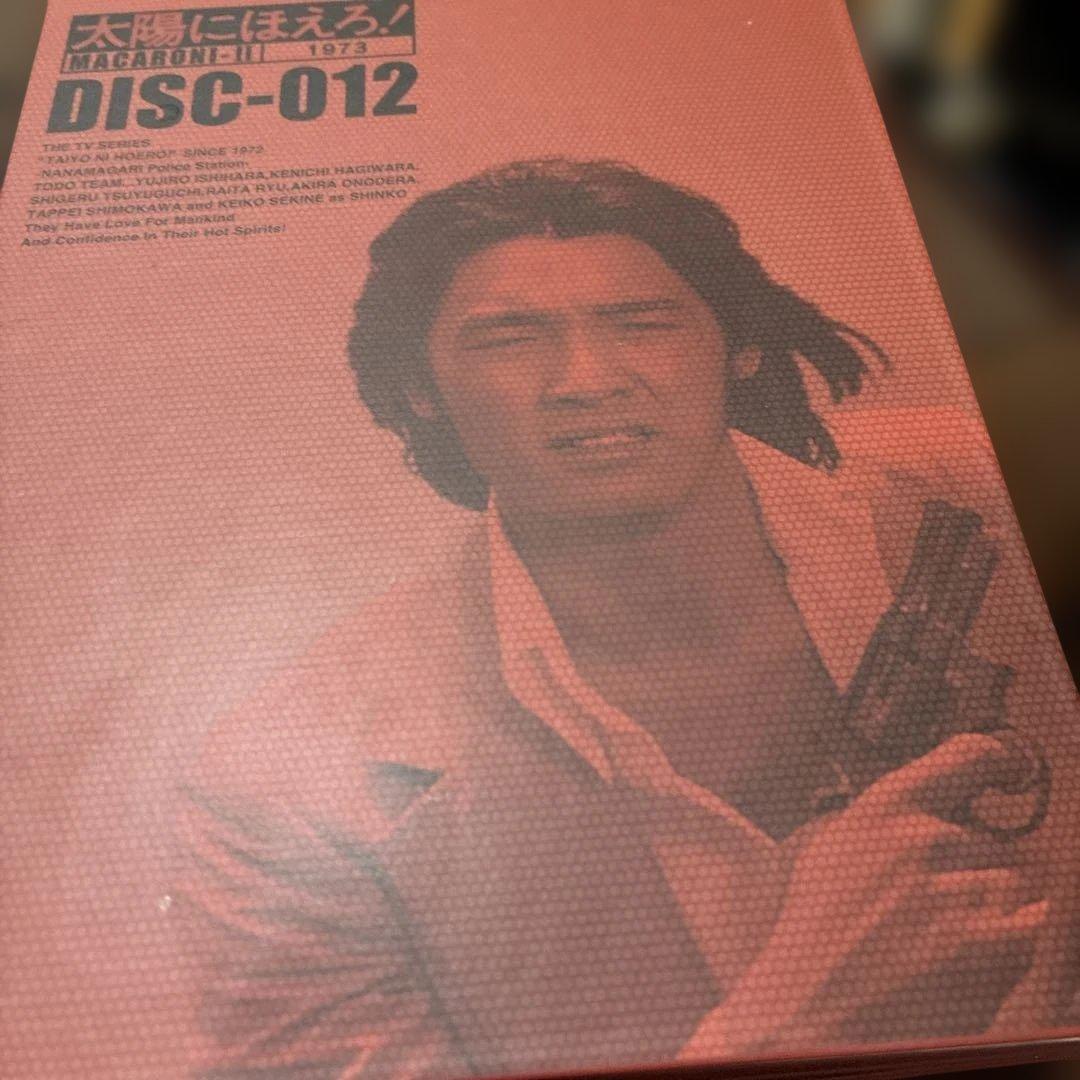 太陽にほえろ!
MACARONI-II 1973
DISC-012
THE TV SERIES
"TAIYO NI HOERO!" SINCE 1972
NANAMAGARI Police Station-
TODO TEAM...YUJIRO ISHIHARA,KENICHI HAGIWARA,
SHIGERU TSUYUGUCHI,RAITA RYU,AKIRA ONODERA,
TAPPEI SHIMOKAWA and KEIKO SEKINE as SHINKO
They Have Love For Mankind
And Confidence In Their Hot Spirits!